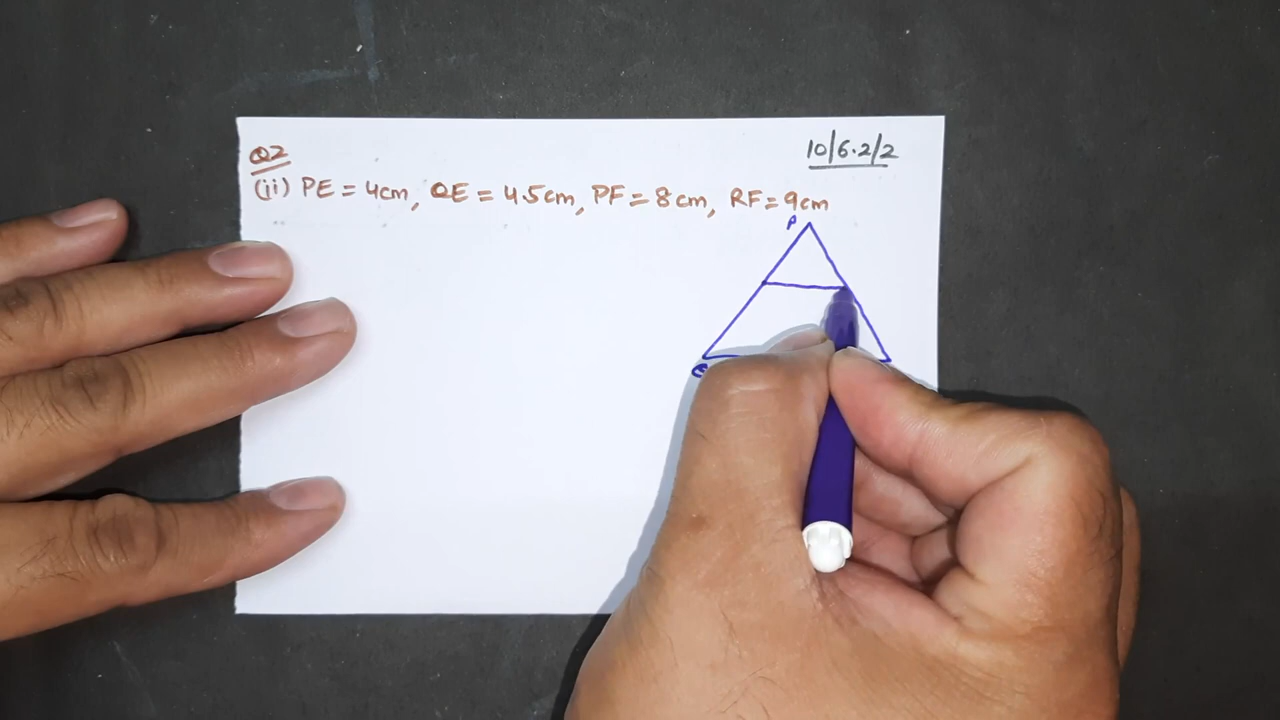 Q2
10/6.2/2
(ii) PE = 4cm, QE = 4.5cm, PF = 8cm, RF = 9cm
P